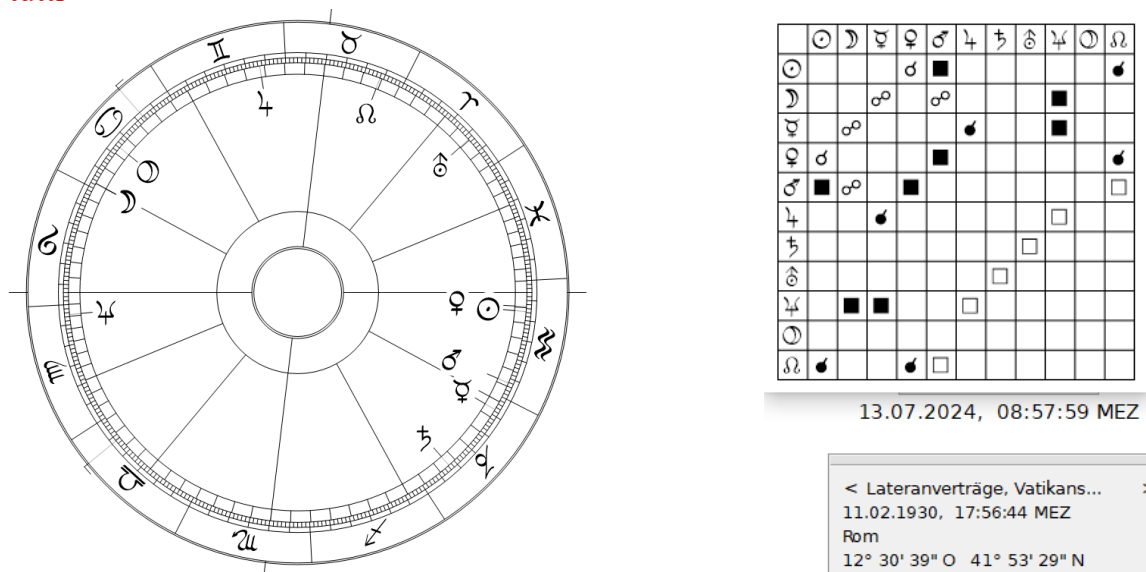 13.07.2024, 08:57:59 MEZ
< Lateranverträge, Vatikans...
11.02.1930, 17:56:44 MEZ
Rom
12° 30' 39" O 41° 53' 29" N